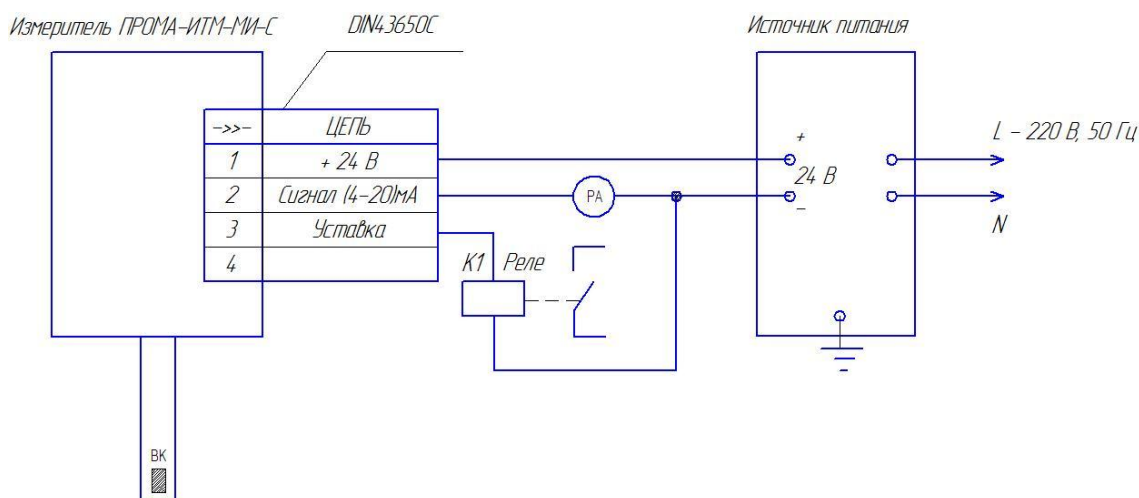 Измеритель ПРОМА-ИТМ-МИ-С
DIN43650C
Источник питания
->>- ЦЕПЬ
1 + 24 В
2 Сигнал (4-20)мА
3 Уставка
4
PA
K1 Реле
+
24 В
−
L - 220 В, 50 Гц
N
ВК